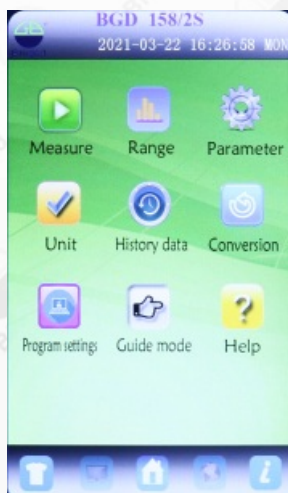 BGD 158/2S
2021-03-22 16:26:58 MON
Measure Range Parameter
Unit History data Conversion
Program settings Guide mode Help